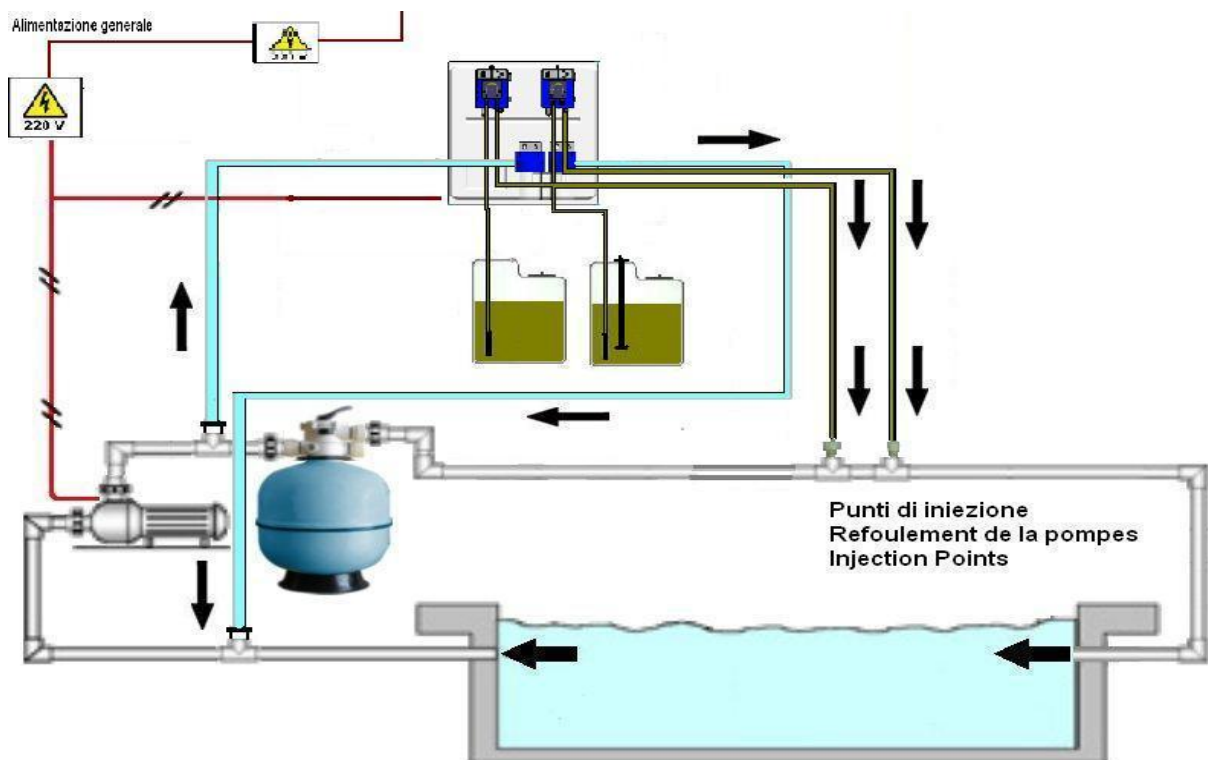 Alimentazione generale
220 V
Punti di iniezione
Refoulement de la pompes
Injection Points